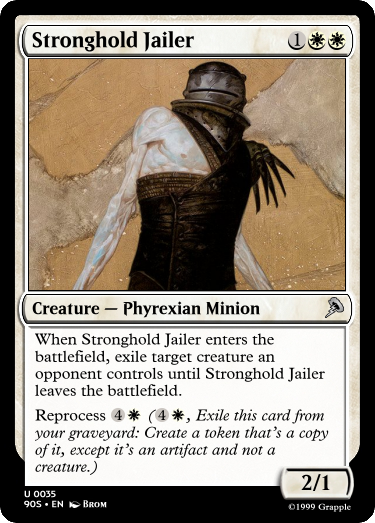 Stronghold Jailer 1
Creature — Phyrexian Minion
When Stronghold Jailer enters the
battlefield, exile target creature an
opponent controls until Stronghold Jailer
leaves the battlefield.
Reprocess 4 (4, Exile this card from
your graveyard: Create a token that's a copy
of it, except it's an artifact and not a
creature.)
2/1
U 0035
90S • EN BROM
©1999 Grapple